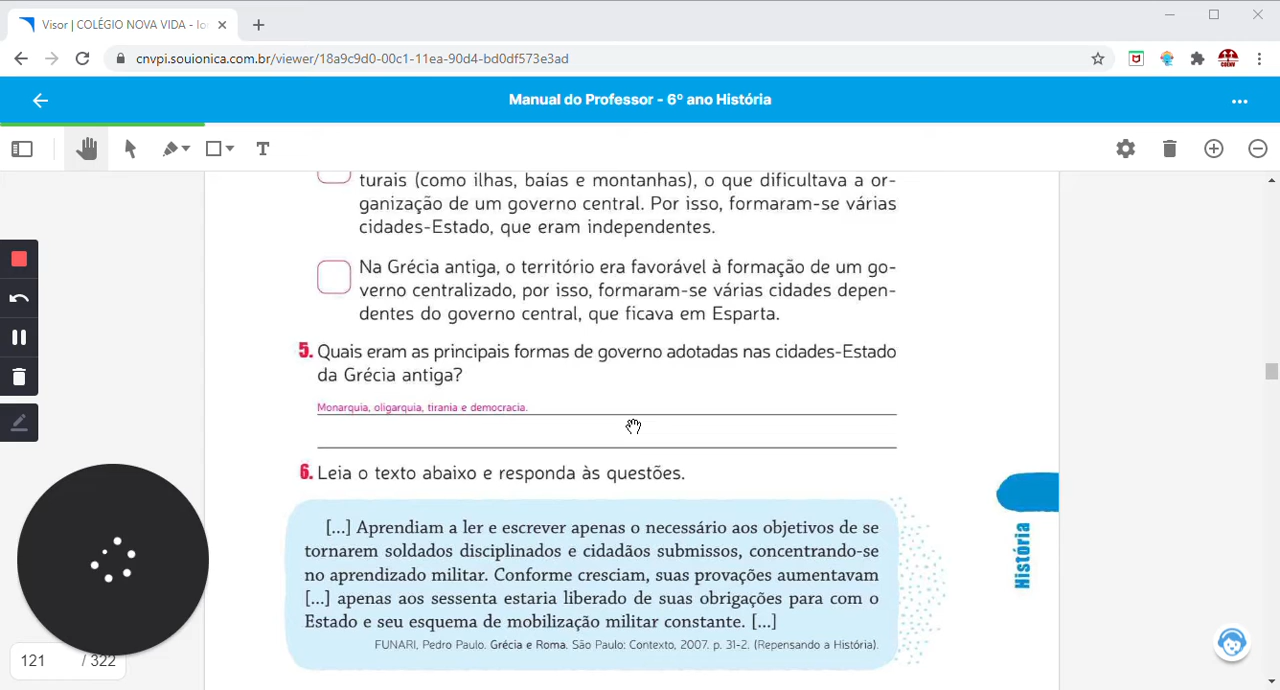 Visor | COLÉGIO NOVA VIDA - Ior
cnvpi.souionica.com.br/viewer/18a9c9d0-00c1-11ea-90d4-bd0df573e3ad
Manual do Professor - 6º ano História
T
turais (como ilhas, baías e montanhas), o que dificultava a or-
ganização de um governo central. Por isso, formaram-se várias
cidades-Estado, que eram independentes.
Na Grécia antiga, o território era favorável à formação de um go-
verno centralizado, por isso, formaram-se várias cidades depen-
dentes do governo central, que ficava em Esparta.
5. Quais eram as principais formas de governo adotadas nas cidades-Estado
da Grécia antiga?
Monarquia, oligarquia, tirania e democracia.
6. Leia o texto abaixo e responda às questões.
[...] Aprendiam a ler e escrever apenas o necessário aos objetivos de se
tornarem soldados disciplinados e cidadãos submissos, concentrando-se
no aprendizado militar. Conforme cresciam, suas provações aumentavam
[...] apenas aos sessenta estaria liberado de suas obrigações para com o
Estado e seu esquema de mobilização militar constante. [...]
FUNARI, Pedro Paulo. Grécia e Roma. São Paulo: Contexto, 2007. p. 31-2. (Repensando a História).
História
121 / 322